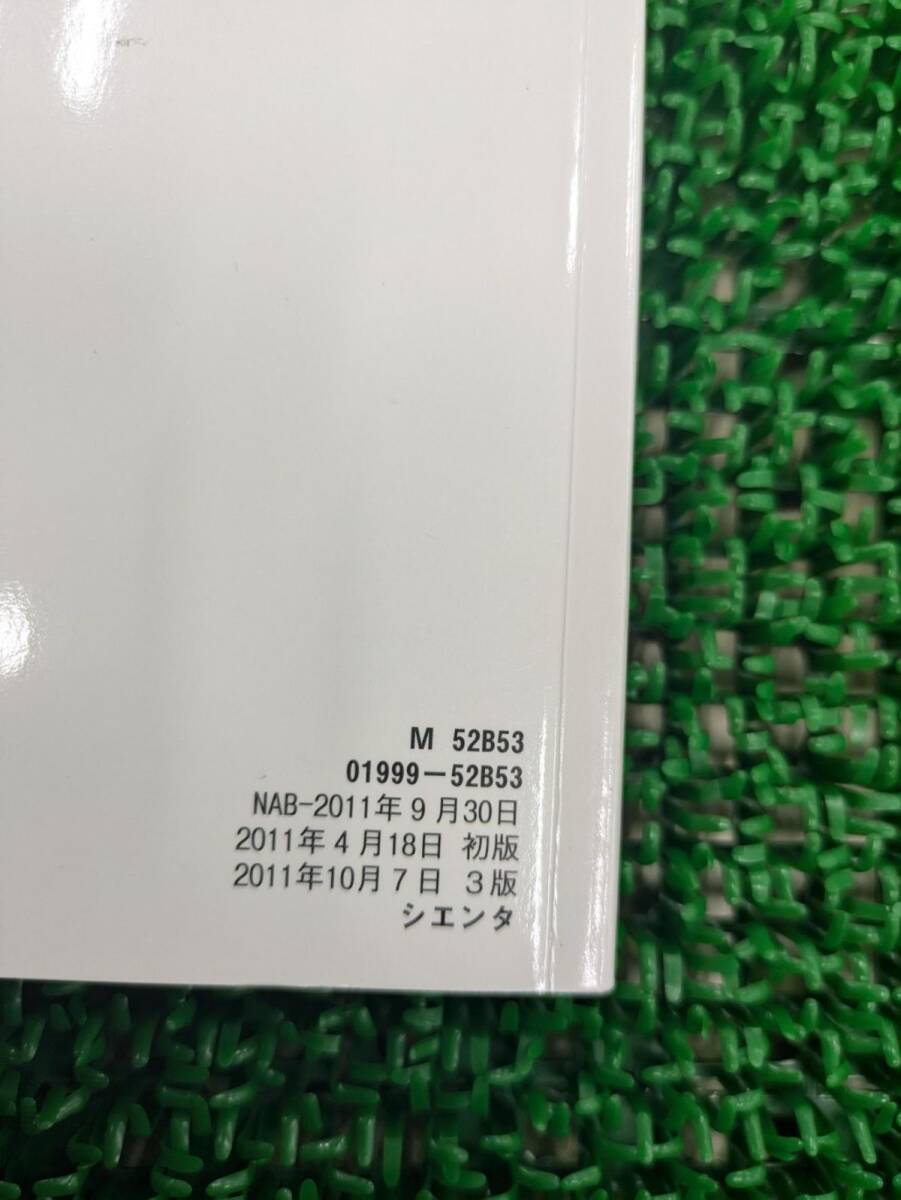 M 52B53
01999－52B53
NAB-2011年９月30日
2011年４月18日 初版
2011年10月７日 ３版
シエンタ